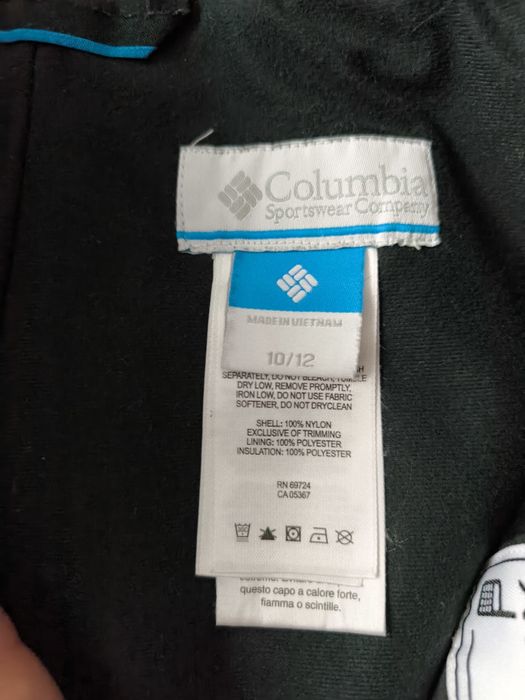 Columbia
Sportswear Company
MADE IN VIETNAM
10/12
SEPARATELY, DO NOT BLEACH, TUMBLE
DRY LOW, REMOVE PROMPTLY,
IRON LOW, DO NOT USE FABRIC
SOFTENER, DO NOT DRYCLEAN
SHELL: 100% NYLON
EXCLUSIVE OF TRIMMING
LINING: 100% POLYESTER
INSULATION: 100% POLYESTER
RN 69724
CA 05367
questo capo a calore forte,
fiamma o scintille.